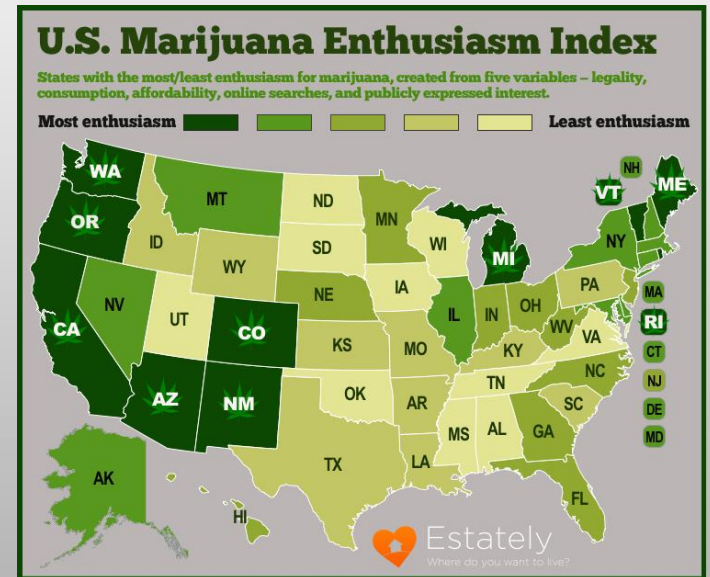 U.S. Marijuana Enthusiasm Index
States with the most/least enthusiasm for marijuana, created from five variables – legality,
consumption, affordability, online searches, and publicly expressed interest.
Most enthusiasm Least enthusiasm
WA
MT
ND
MN
NH
VT
ME
OR
ID
SD
WI
MI
NY
WY
NV
UT
CO
NE
IA
IL
IN
OH
PA
MA
RI
CT
NJ
DE
MD
WV
VA
CA
KS
MO
KY
NC
AZ
NM
OK
AR
TN
SC
MS
AL
GA
TX
LA
FL
AK
HI
Estately
Where do you want to live?